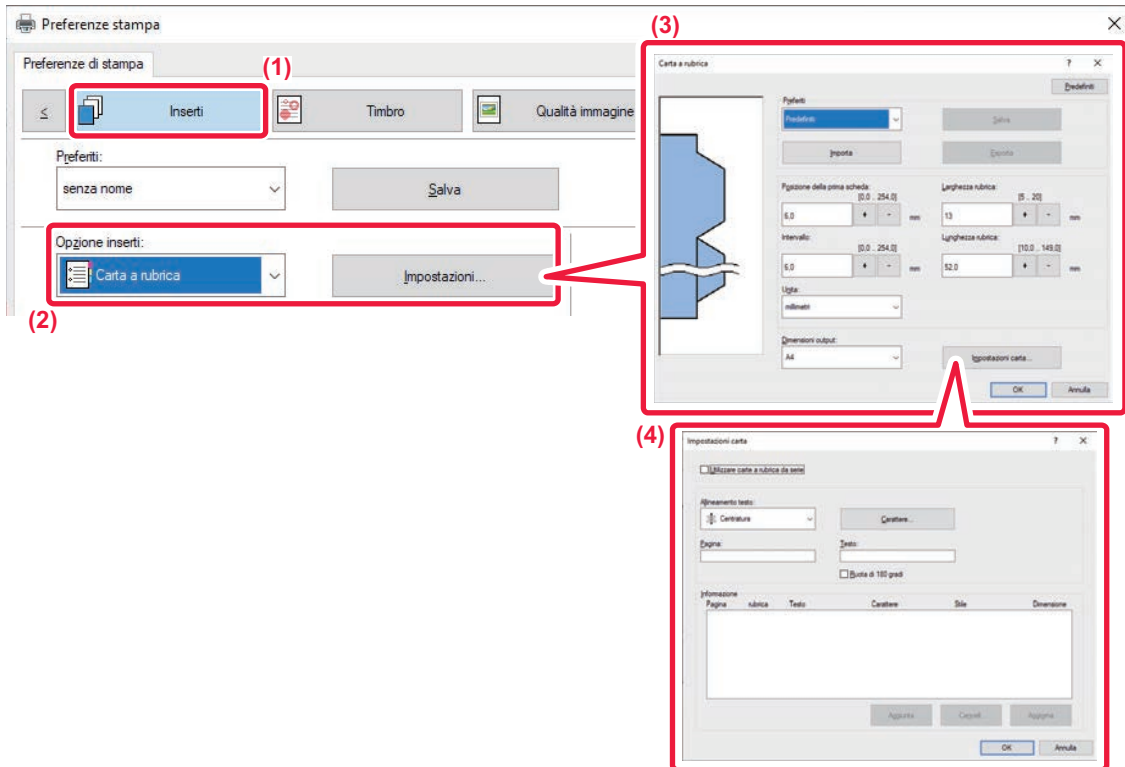 Preferenze stampa
Preferenze di stampa
(1)
≤ Inserti Timbro Qualità immagine
Preferiti:
senza nome Salva
Opzione inserti:
Carta a rubrica Impostazioni...
(2)
(3)
Carta a rubrica ? ×
Predefiniti
Preferiti
Predefiniti Salva
Importa Esporta
Posizione della prima scheda: Larghezza rubrica:
[0,0 .. 254,0] [5 .. 20]
6,0 + - mm 13 + - mm
Intervallo: Lunghezza rubrica:
[0,0 .. 254,0] [10,0 .. 149,0]
6,0 + - mm 52,0 + - mm
Unita:
millimetri
Dimensioni output:
A4 Impostazioni carta...
OK Annulla
(4)
Impostazioni carta ? ×
Utilizzare carte a rubrica da serie
Allineamento testo:
Centratura Carattere...
Pagina: Testo:
Ruota di 180 gradi
Informazione
Pagina rubrica Testo Carattere Stile Dimensione
Aggiunta Cancell Aggiorna
OK Annulla